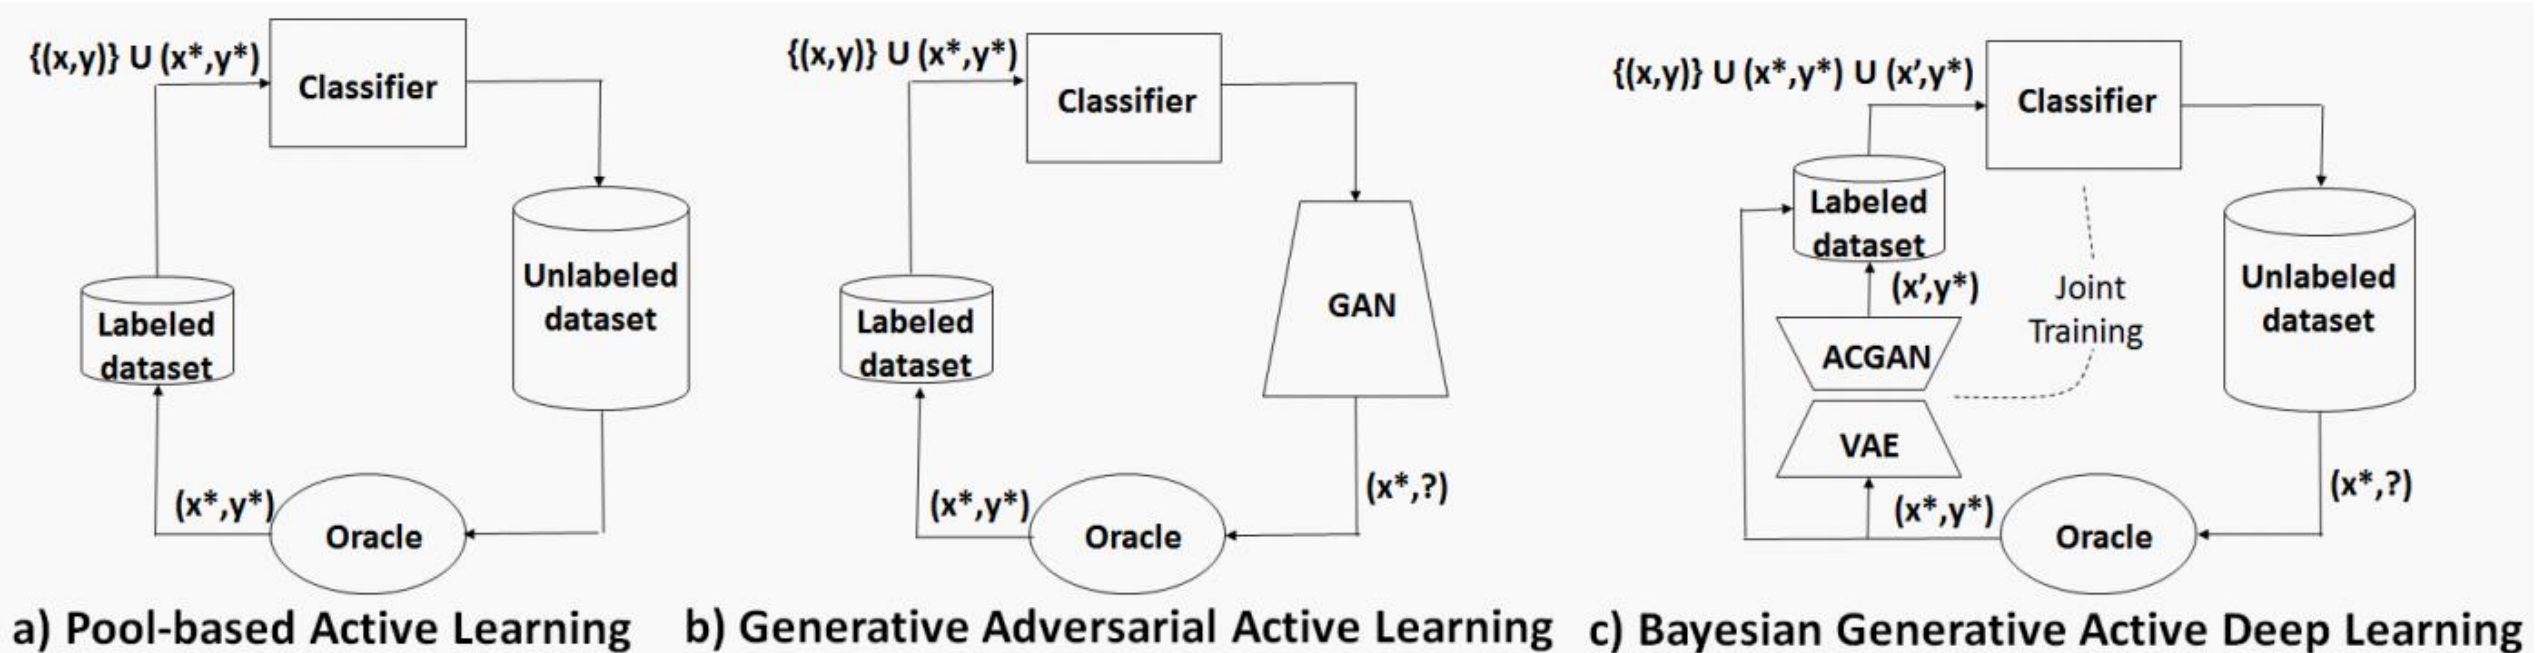 {(x,y)} U (x*,y*)
Classifier
Unlabeled
dataset
Labeled
dataset
(x*,y*)
Oracle
a) Pool-based Active Learning
{(x,y)} U (x*,y*)
Classifier
GAN
Labeled
dataset
(x*,?)
(x*,y*)
Oracle
b) Generative Adversarial Active Learning
{(x,y)} U (x*,y*) U (x’,y*)
Classifier
Labeled
dataset
(x’,y*)
Joint
Training
Unlabeled
dataset
ACGAN
VAE
(x*,y*)
(x*,?)
Oracle
c) Bayesian Generative Active Deep Learning